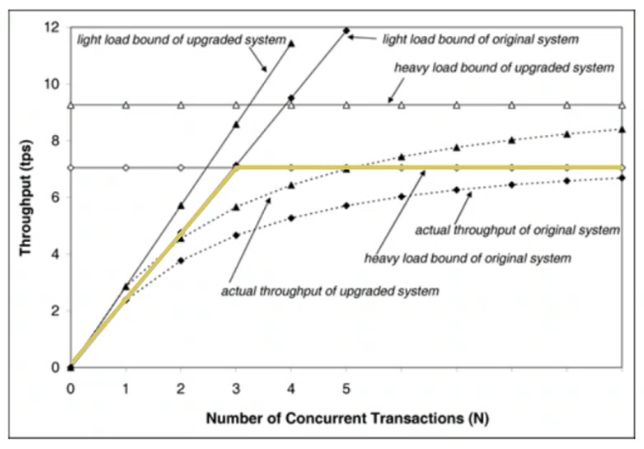 12
light load bound of upgraded system
light load bound of original system
heavy load bound of upgraded system
10
8
6
4
2
0
Throughput (tps)
actual throughput of original system
heavy load bound of original system
actual throughput of upgraded system
0 1 2 3 4 5
Number of Concurrent Transactions (N)